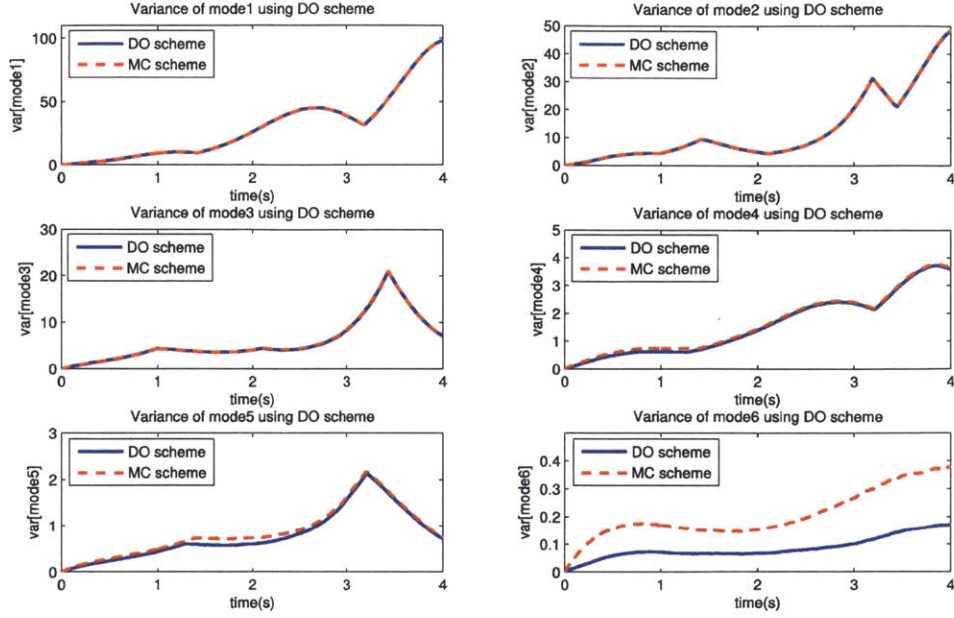 Variance of mode1 using DO scheme
100
50
0
var[mode1]
DO scheme
MC scheme
0 1 2 3 4
time(s)
Variance of mode2 using DO scheme
50
40
30
20
10
0
var[mode2]
DO scheme
MC scheme
0 1 2 3 4
time(s)
Variance of mode3 using DO scheme
30
20
10
0
var[mode3]
DO scheme
MC scheme
0 1 2 3 4
time(s)
Variance of mode4 using DO scheme
5
4
3
2
1
0
var[mode4]
DO scheme
MC scheme
0 1 2 3 4
time(s)
Variance of mode5 using DO scheme
3
2
1
0
var[mode5]
DO scheme
MC scheme
0 1 2 3 4
time(s)
Variance of mode6 using DO scheme
0.4
0.3
0.2
0.1
0
var[mode6]
DO scheme
MC scheme
0 1 2 3 4
time(s)